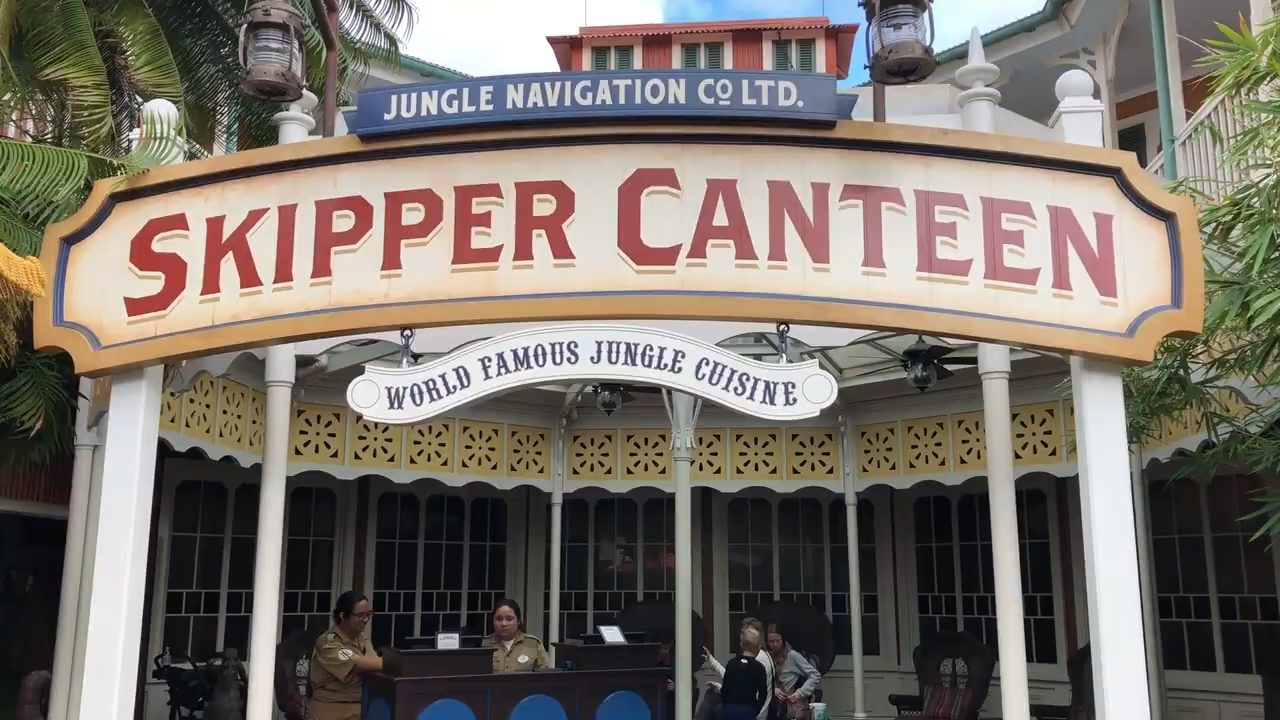 JUNGLE NAVIGATION CO LTD.
SKIPPER CANTEEN
WORLD FAMOUS JUNGLE CUISINE